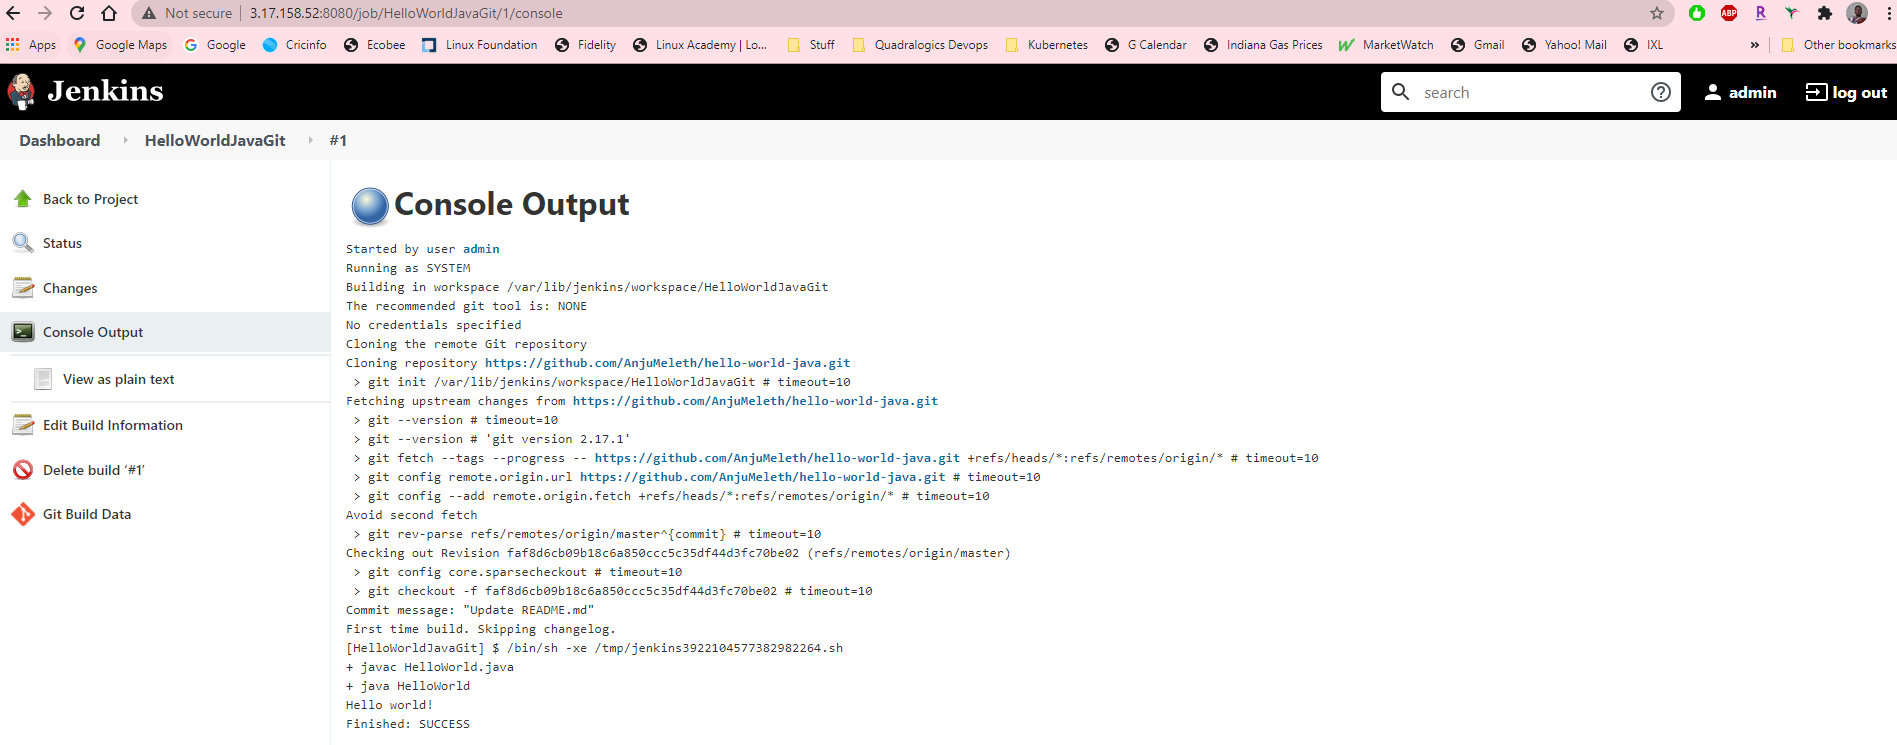 Not secure | 3.17.158.52:8080/job/HelloWorldJavaGit/1/console
ABP R
Apps Google Maps Google Cricinfo Ecobee Linux Foundation Fidelity Linux Academy | Lo... Stuff Quadralogics Devops Kubernetes G Calendar Indiana Gas Prices MarketWatch Gmail Yahoo! Mail IXL » Other bookmarks
Jenkins search admin log out
Dashboard HelloWorldJavaGit #1
Back to Project
Status
Changes
Console Output
View as plain text
Edit Build Information
Delete build ‘#1’
Git Build Data
Console Output
Started by user admin
Running as SYSTEM
Building in workspace /var/lib/jenkins/workspace/HelloWorldJavaGit
The recommended git tool is: NONE
No credentials specified
Cloning the remote Git repository
Cloning repository https://github.com/AnjuMeleth/hello-world-java.git
> git init /var/lib/jenkins/workspace/HelloWorldJavaGit # timeout=10
Fetching upstream changes from https://github.com/AnjuMeleth/hello-world-java.git
> git --version # timeout=10
> git --version # 'git version 2.17.1'
> git fetch --tags --progress -- https://github.com/AnjuMeleth/hello-world-java.git +refs/heads/*:refs/remotes/origin/* # timeout=10
> git config remote.origin.url https://github.com/AnjuMeleth/hello-world-java.git # timeout=10
> git config --add remote.origin.fetch +refs/heads/*:refs/remotes/origin/* # timeout=10
Avoid second fetch
> git rev-parse refs/remotes/origin/master^{commit} # timeout=10
Checking out Revision faf8d6cb09b18c6a850ccc5c35df44d3fc70be02 (refs/remotes/origin/master)
> git config core.sparsecheckout # timeout=10
> git checkout -f faf8d6cb09b18c6a850ccc5c35df44d3fc70be02 # timeout=10
Commit message: "Update README.md"
First time build. Skipping changelog.
[HelloWorldJavaGit] $ /bin/sh -xe /tmp/jenkins3922104577382982264.sh
+ javac HelloWorld.java
+ java HelloWorld
Hello world!
Finished: SUCCESS